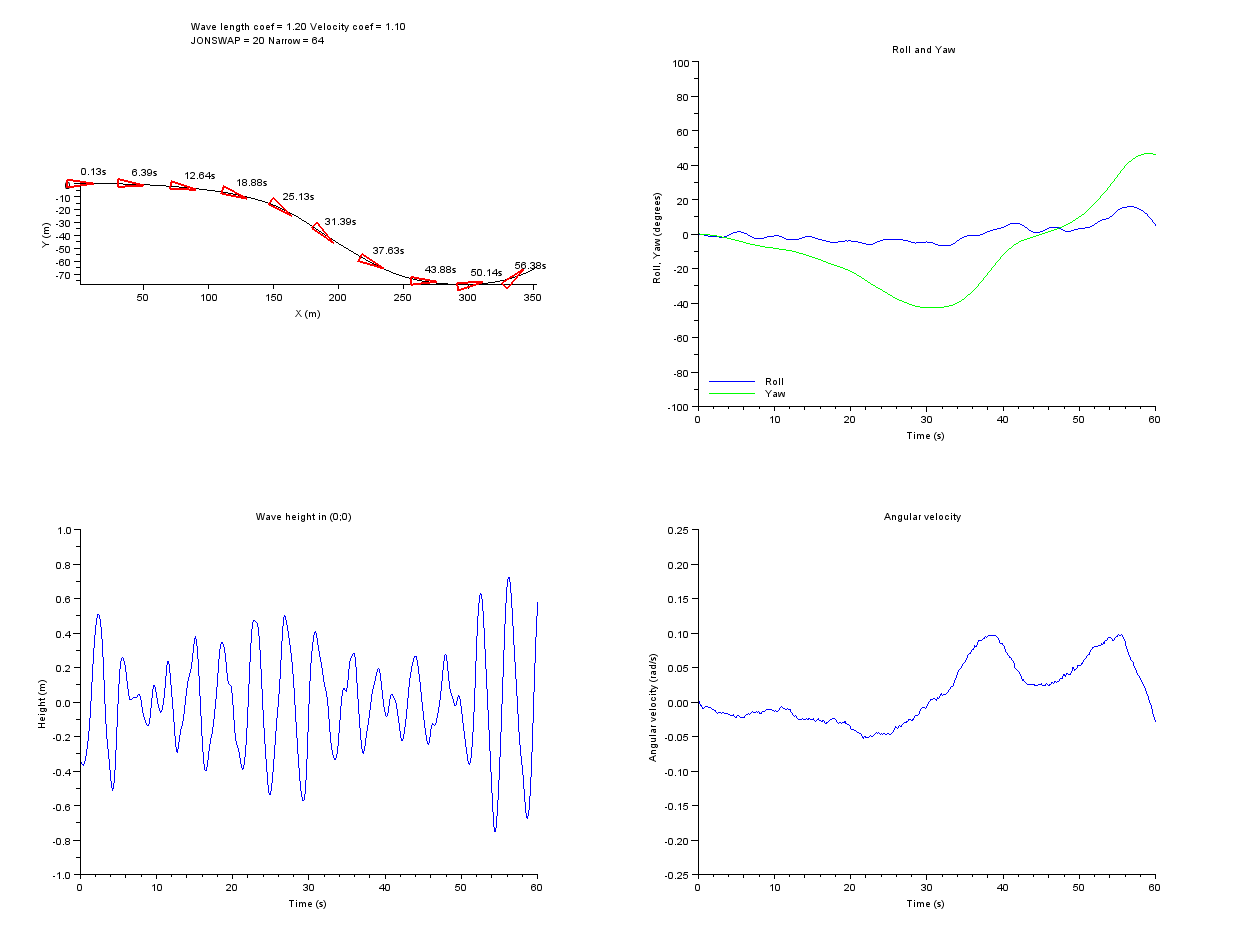 Wave length coef = 1.20 Velocity coef = 1.10
JONSWAP = 20 Narrow = 64
0.13s
6.39s
12.64s
18.88s
25.13s
31.39s
37.63s
43.88s
50.14s
56.38s
0
-10
-20
-30
-40
-50
-60
-70
Y (m)
50
100
150
200
250
300
350
X (m)
Roll and Yaw
100
80
60
40
20
0
-20
-40
-60
-80
-100
Roll, Yaw (degrees)
Roll
Yaw
0
10
20
30
40
50
60
Time (s)
Wave height in (0;0)
1.0
0.8
0.6
0.4
0.2
0.0
-0.2
-0.4
-0.6
-0.8
-1.0
Height (m)
0
10
20
30
40
50
60
Time (s)
Angular velocity
0.25
0.20
0.15
0.10
0.05
0.00
-0.05
-0.10
-0.15
-0.20
-0.25
Angular velocity (rad/s)
0
10
20
30
40
50
60
Time (s)